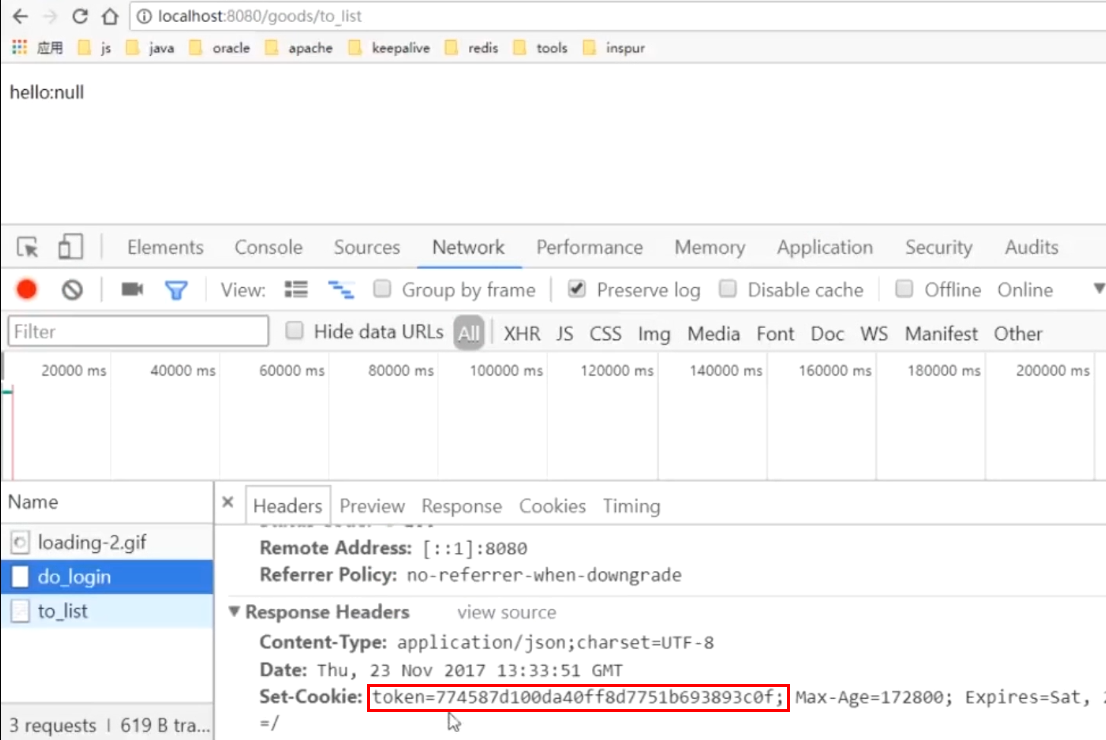 localhost:8080/goods/to_list
应用 js java oracle apache keepalive redis tools inspur
hello:null
Elements Console Sources Network Performance Memory Application Security Audits
View: Group by frame Preserve log Disable cache Offline Online
Filter Hide data URLs All XHR JS CSS Img Media Font Doc WS Manifest Other
20000 ms 40000 ms 60000 ms 80000 ms 100000 ms 120000 ms 140000 ms 160000 ms 180000 ms 200000 ms
Name
loading-2.gif
do_login
to_list
3 requests | 619 B tra...
× Headers Preview Response Cookies Timing
Remote Address: [::1]:8080
Referrer Policy: no-referrer-when-downgrade
Response Headers view source
Content-Type: application/json;charset=UTF-8
Date: Thu, 23 Nov 2017 13:33:51 GMT
Set-Cookie: token=774587d100da40ff8d7751b693893c0f; Max-Age=172800; Expires=Sat,
=/